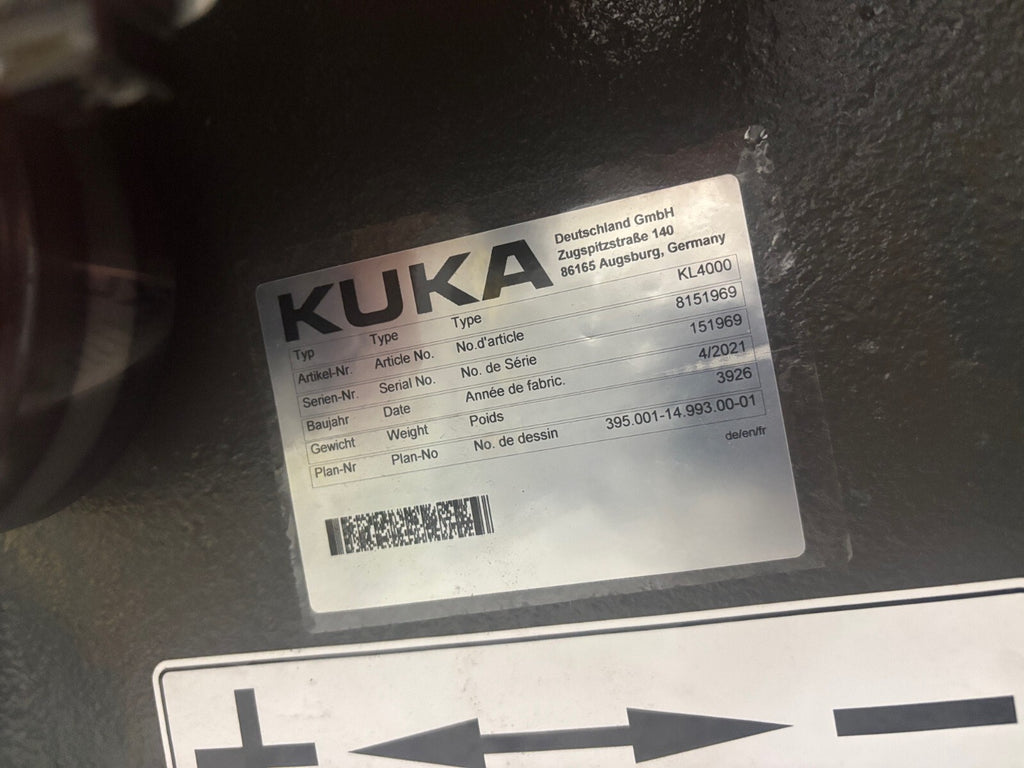 KUKA
Deutschland GmbH
Zugspitzstraße 140
86165 Augsburg, Germany
Typ Type Type KL4000
Artikel-Nr. Article No. No.d'article 8151969
Serien-Nr. Serial No. No. de Série 151969
Baujahr Date Année de fabric. 4/2021
Gewicht Weight Poids 3926
Plan-Nr Plan-No No. de dessin 395.001-14.993.00-01
de/en/fr
+ −